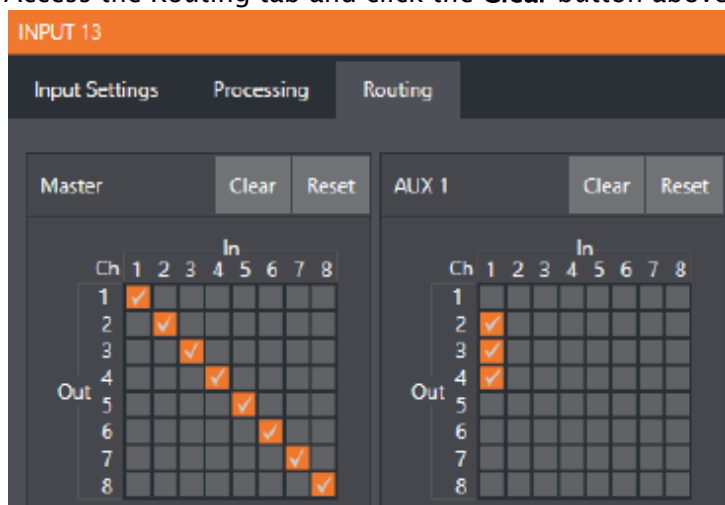 Access the Routing tab and click the Clear button above
INPUT 13
Input Settings Processing Routing
Master Clear Reset AUX 1 Clear Reset
In In
Ch 1 2 3 4 5 6 7 8 Ch 1 2 3 4 5 6 7 8
1 1
2 2
3 3
4 4
Out Out
5 5
6 6
7 7
8 8